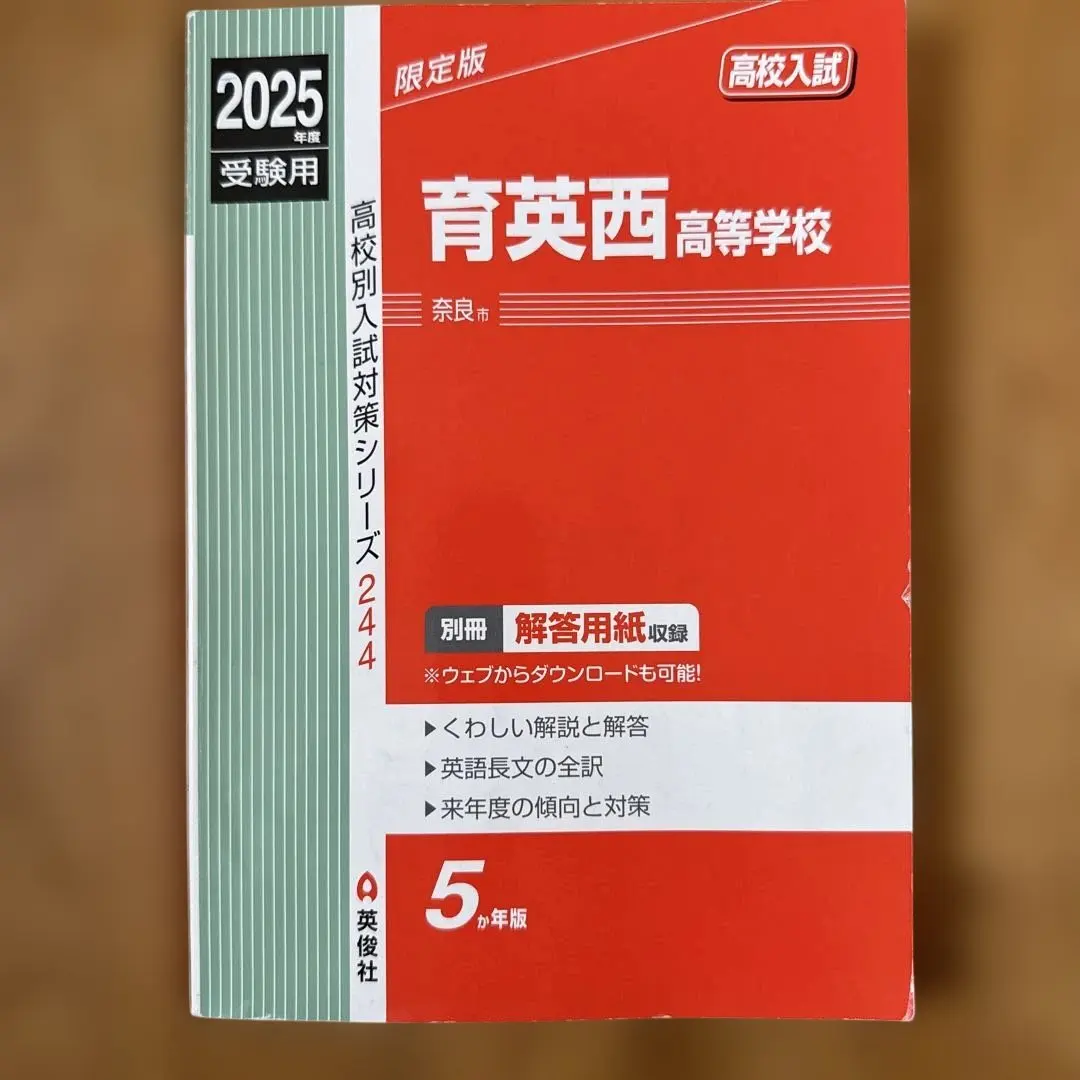 2025
年度
受験用
限定版
高校入試
育英西高等学校
奈良市
高校別入試対策シリーズ244
別冊 解答用紙収録
※ウェブからダウンロードも可能!
▶くわしい解説と解答
▶英語長文の全訳
▶来年度の傾向と対策
5か年版
英俊社